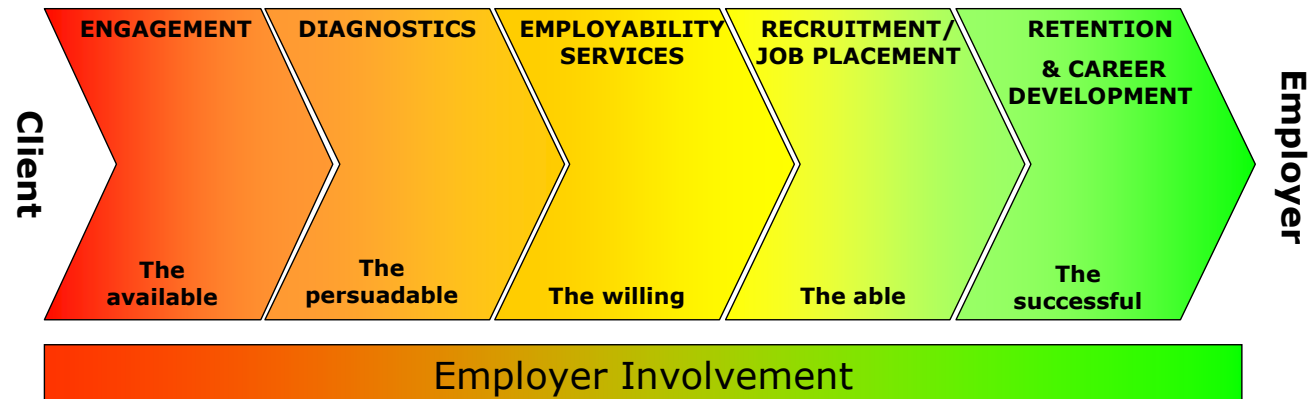 Client
ENGAGEMENT
The
available
DIAGNOSTICS
The
persuadable
EMPLOYABILITY
SERVICES
The willing
RECRUITMENT/
JOB PLACEMENT
The able
RETENTION
& CAREER
DEVELOPMENT
The
successful
Employer
Employer Involvement